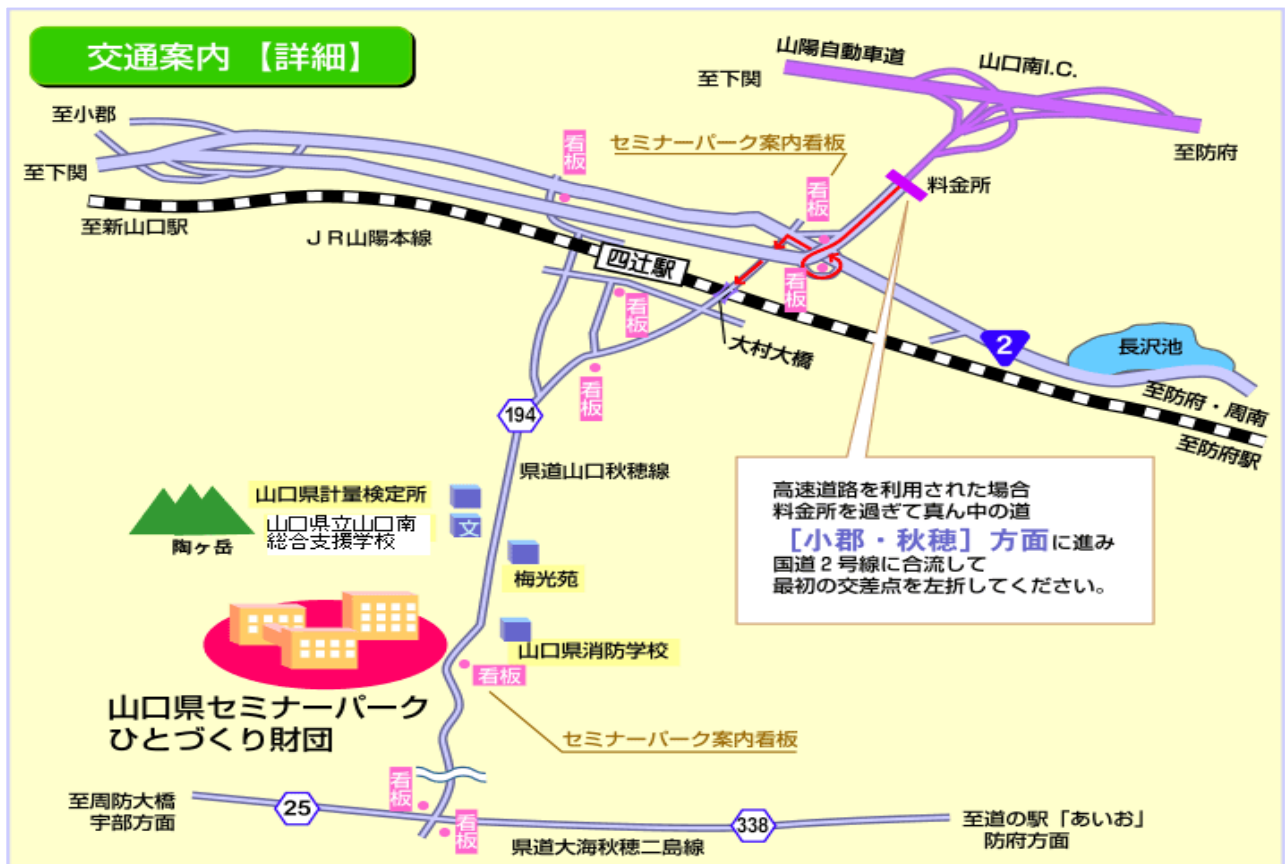 交通案内 【詳細】
山陽自動車道
山口南I.C.
至下関
至防府
至小郡
至下関
セミナーパーク案内看板
看板
看板
料金所
至新山口駅
ＪＲ山陽本線
四辻駅
看板
看板
大村大橋
2
長沢池
看板
至防府・周南
至防府駅
194
県道山口秋穂線
高速道路を利用された場合
料金所を過ぎて真ん中の道
［小郡・秋穂］方面に進み
国道２号線に合流して
最初の交差点を左折してください。
山口県計量検定所
山口県立山口南
総合支援学校
文
陶ヶ岳
梅光苑
山口県消防学校
看板
山口県セミナーパーク
ひとづくり財団
セミナーパーク案内看板
看板
至周防大橋
宇部方面
25
看板
県道大海秋穂二島線
338
至道の駅「あいお」
防府方面